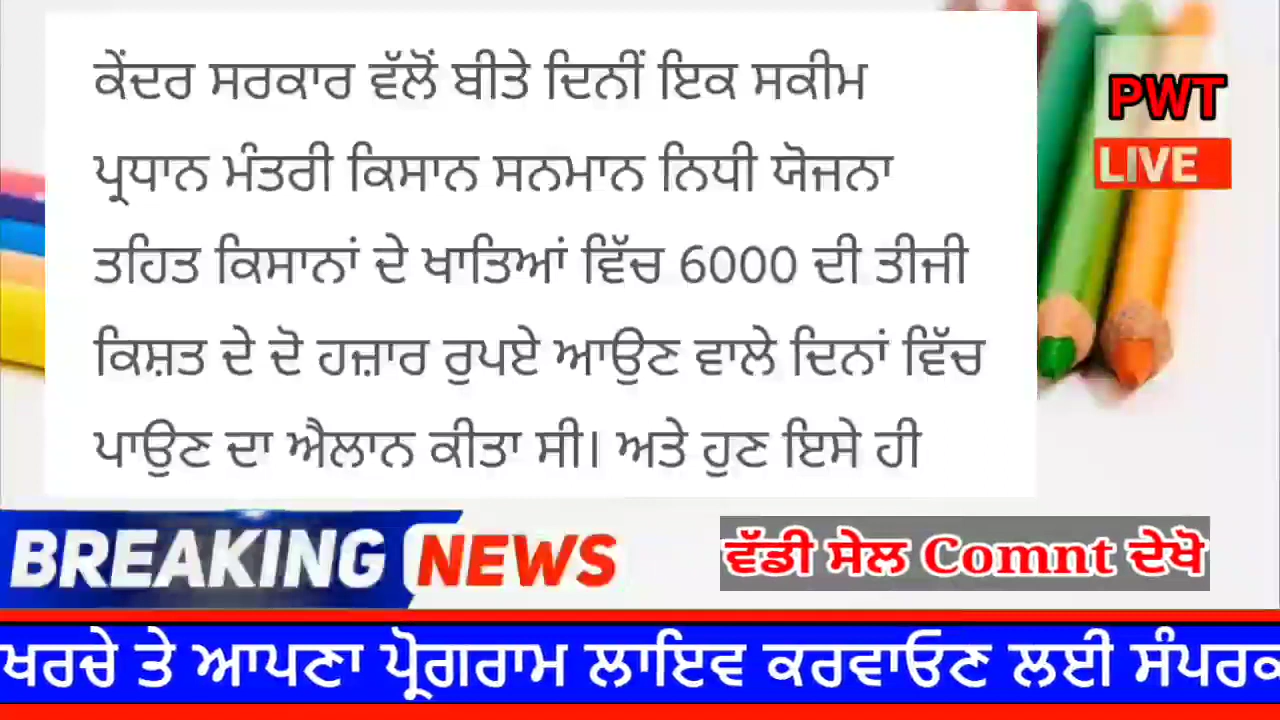 ਕੇਂਦਰ ਸਰਕਾਰ ਵੱਲੋਂ ਬੀਤੇ ਦਿਨੀਂ ਇਕ ਸਕੀਮ
ਪ੍ਰਧਾਨ ਮੰਤਰੀ ਕਿਸਾਨ ਸਨਮਾਨ ਨਿਧੀ ਯੋਜਨਾ
ਤਹਿਤ ਕਿਸਾਨਾਂ ਦੇ ਖਾਤਿਆਂ ਵਿੱਚ 6000 ਦੀ ਤੀਜੀ
ਕਿਸ਼ਤ ਦੇ ਦੋ ਹਜ਼ਾਰ ਰੁਪਏ ਆਉਣ ਵਾਲੇ ਦਿਨਾਂ ਵਿੱਚ
ਪਾਉਣ ਦਾ ਐਲਾਨ ਕੀਤਾ ਸੀ। ਅਤੇ ਹੁਣ ਇਸੇ ਹੀ
PWT
LIVE
BREAKING NEWS
ਵੱਡੀ ਸੇਲ Comnt ਦੇਖੋ
ਖਰਚੇ ਤੇ ਆਪਣਾ ਪ੍ਰੋਗਰਾਮ ਲਾਇਵ ਕਰਵਾਓਣ ਲਈ ਸੰਪਰਕ